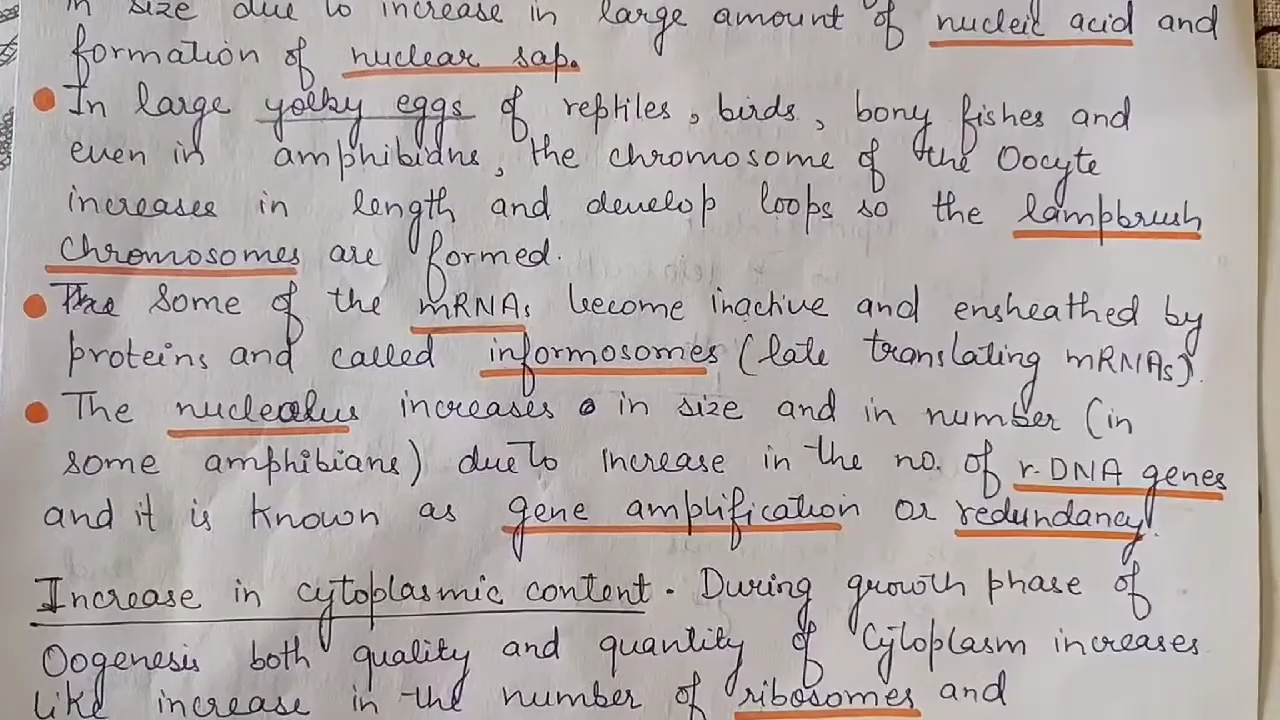 in size due to increase in large amount of nucleic acid and
formation of nuclear sap.
In large yolky eggs of reptiles, birds, bony fishes and
even in amphibians, the chromosome of the Oocyte
increases in length and develop loops so the lampbrush
chromosomes are formed.
The Some of the mRNAs become inactive and ensheathed by
proteins and called informosomes (late translating mRNAs).
The nucleolus increases in size and in number (in
some amphibians) due to increase in the no. of r-DNA genes
and it is known as gene amplification or redundancy.
Increase in cytoplasmic content. During growth phase of
Oogenesis both quality and quantity of Cytoplasm increases
like increase in the number of ribosomes and